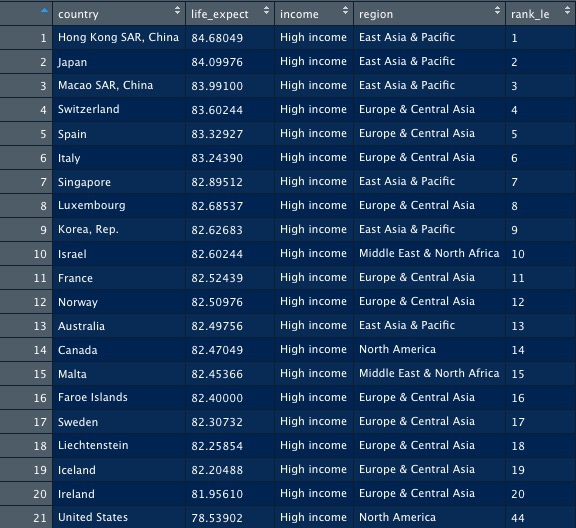 country life_expect income region rank_le
1 Hong Kong SAR, China 84.68049 High income East Asia & Pacific 1
2 Japan 84.09976 High income East Asia & Pacific 2
3 Macao SAR, China 83.99100 High income East Asia & Pacific 3
4 Switzerland 83.60244 High income Europe & Central Asia 4
5 Spain 83.32927 High income Europe & Central Asia 5
6 Italy 83.24390 High income Europe & Central Asia 6
7 Singapore 82.89512 High income East Asia & Pacific 7
8 Luxembourg 82.68537 High income Europe & Central Asia 8
9 Korea, Rep. 82.62683 High income East Asia & Pacific 9
10 Israel 82.60244 High income Middle East & North Africa 10
11 France 82.52439 High income Europe & Central Asia 11
12 Norway 82.50976 High income Europe & Central Asia 12
13 Australia 82.49756 High income East Asia & Pacific 13
14 Canada 82.47049 High income North America 14
15 Malta 82.45366 High income Middle East & North Africa 15
16 Faroe Islands 82.40000 High income Europe & Central Asia 16
17 Sweden 82.30732 High income Europe & Central Asia 17
18 Liechtenstein 82.25854 High income Europe & Central Asia 18
19 Iceland 82.20488 High income Europe & Central Asia 19
20 Ireland 81.95610 High income Europe & Central Asia 20
21 United States 78.53902 High income North America 44